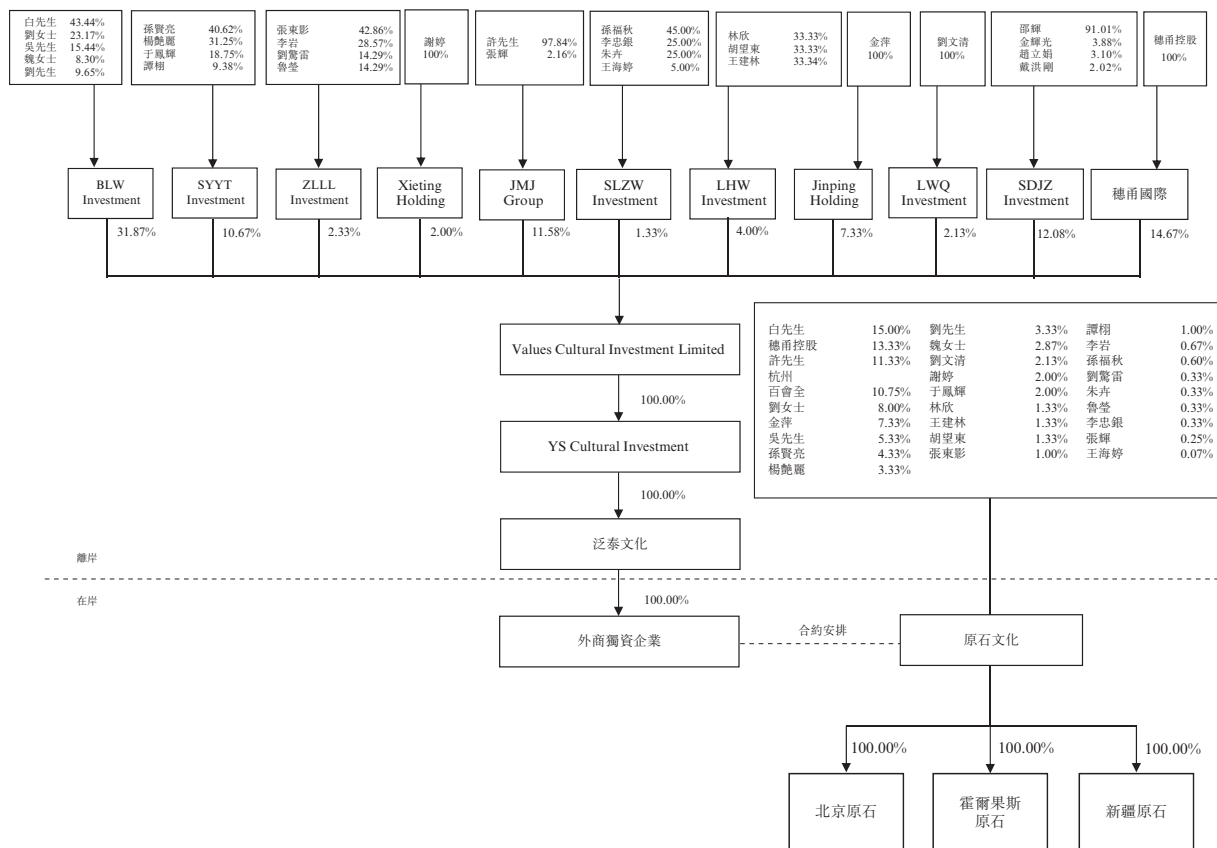 白先生 43.44%
劉女士 23.17%
吳先生 15.44%
魏女士 8.30%
劉先生 9.65%
孫賢亮 40.62%
楊艷麗 31.25%
于鳳輝 18.75%
譚栩 9.38%
張東影 42.86%
李岩 28.57%
劉驚雷 14.29%
魯瑩 14.29%
謝婷
100%
許先生 97.84%
張輝 2.16%
孫福秋 45.00%
李忠銀 25.00%
朱卉 25.00%
王海婷 5.00%
林欣 33.33%
胡望東 33.33%
王建林 33.34%
金萍
100%
劉文清
100%
邵輝 91.01%
金輝光 3.88%
趙立娟 3.10%
戴洪剛 2.02%
穗甬控股
100%
BLW
Investment
SYYT
Investment
ZLLL
Investment
Xieting
Holding
JMJ
Group
SLZW
Investment
LHW
Investment
Jinping
Holding
LWQ
Investment
SDJZ
Investment
穗甬國際
31.87%
10.67%
2.33%
2.00%
11.58%
1.33%
4.00%
7.33%
2.13%
12.08%
14.67%
Values Cultural Investment Limited
100.00%
YS Cultural Investment
100.00%
泛泰文化
白先生 15.00% 劉先生 3.33% 譚栩 1.00%
穗甬控股 13.33% 魏女士 2.87% 李岩 0.67%
許先生 11.33% 劉文清 2.13% 孫福秋 0.60%
杭州 謝婷 2.00% 劉驚雷 0.33%
百會全 10.75% 于鳳輝 2.00% 朱卉 0.33%
劉女士 8.00% 林欣 1.33% 魯瑩 0.33%
金萍 7.33% 王建林 1.33% 李忠銀 0.33%
吳先生 5.33% 胡望東 1.33% 張輝 0.25%
孫賢亮 4.33% 張東影 1.00% 王海婷 0.07%
楊艷麗 3.33%
離岸
在岸
100.00%
外商獨資企業
合約安排
原石文化
100.00%
100.00%
100.00%
北京原石
霍爾果斯
原石
新疆原石